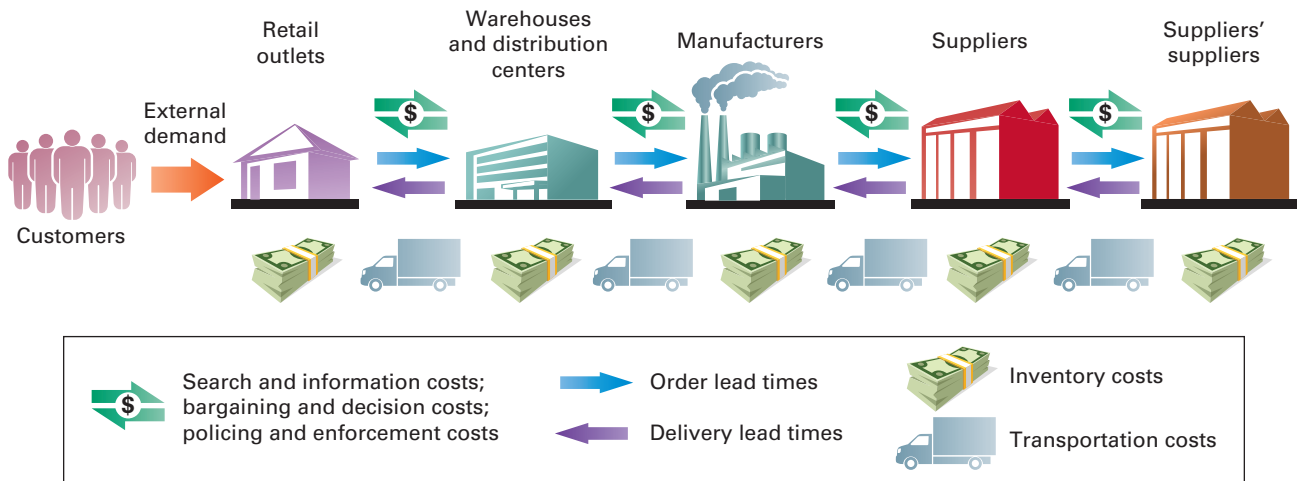 Retail
outlets
Warehouses
and distribution
centers
Manufacturers
Suppliers
Suppliers’
suppliers
External
demand
$
$
$
$
Customers
$
Search and information costs;
bargaining and decision costs;
policing and enforcement costs
Order lead times
Delivery lead times
Inventory costs
Transportation costs